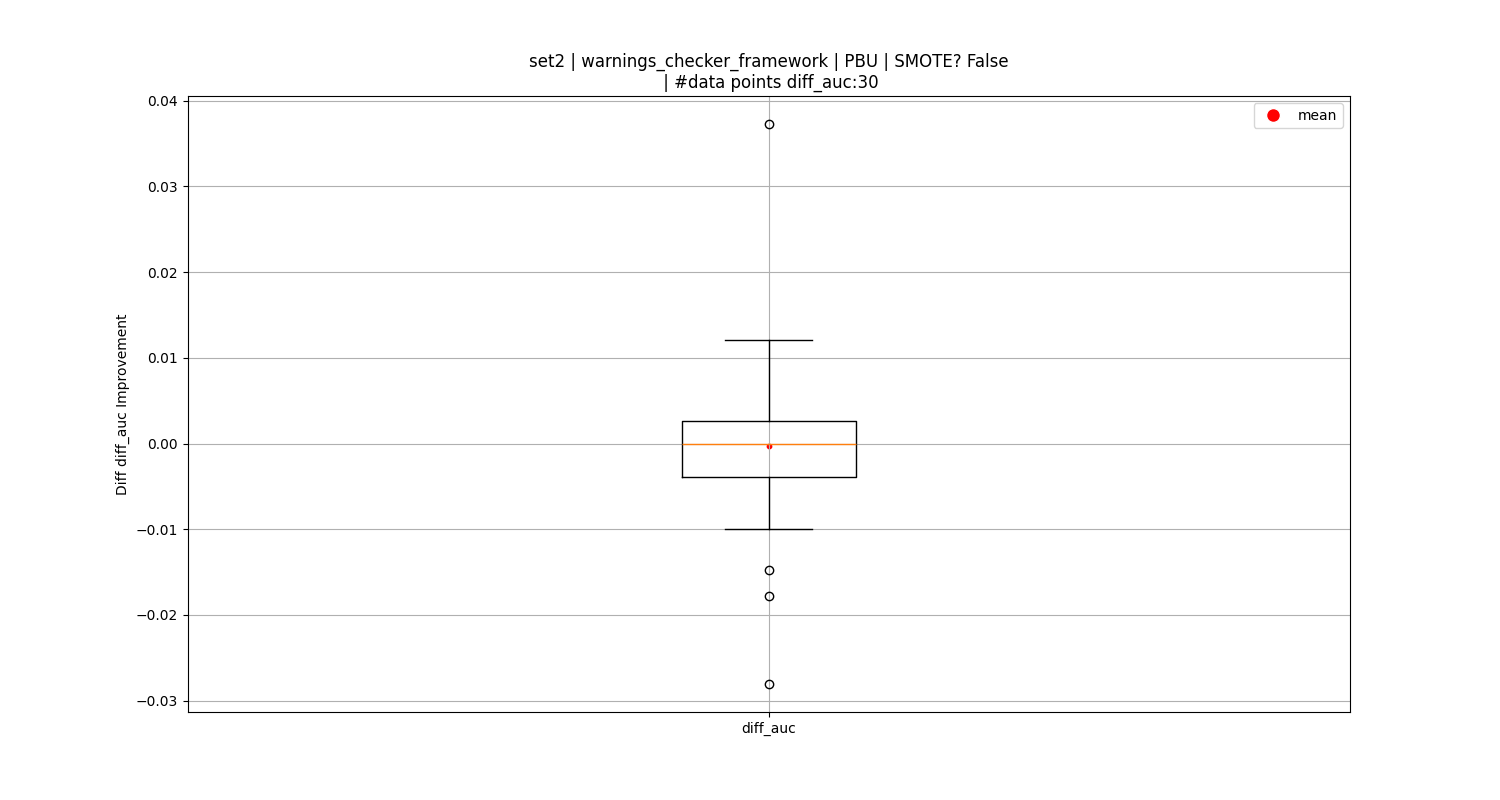 set2 | warnings_checker_framework | PBU | SMOTE? False
| #data points diff_auc:30
mean
0.04
0.03
0.02
0.01
0.00
−0.01
−0.02
−0.03
Diff diff_auc Improvement
diff_auc